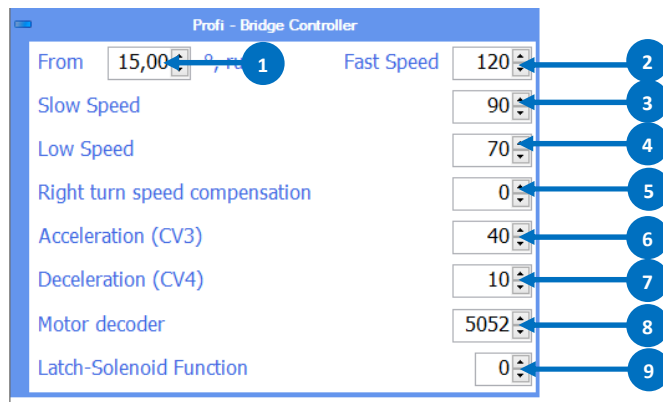 Profi - Bridge Controller
From 15,00 1 Fast Speed 120 2
Slow Speed 90 3
Low Speed 70 4
Right turn speed compensation 0 5
Acceleration (CV3) 40 6
Deceleration (CV4) 10 7
Motor decoder 5052 8
Latch-Solenoid Function 0 9